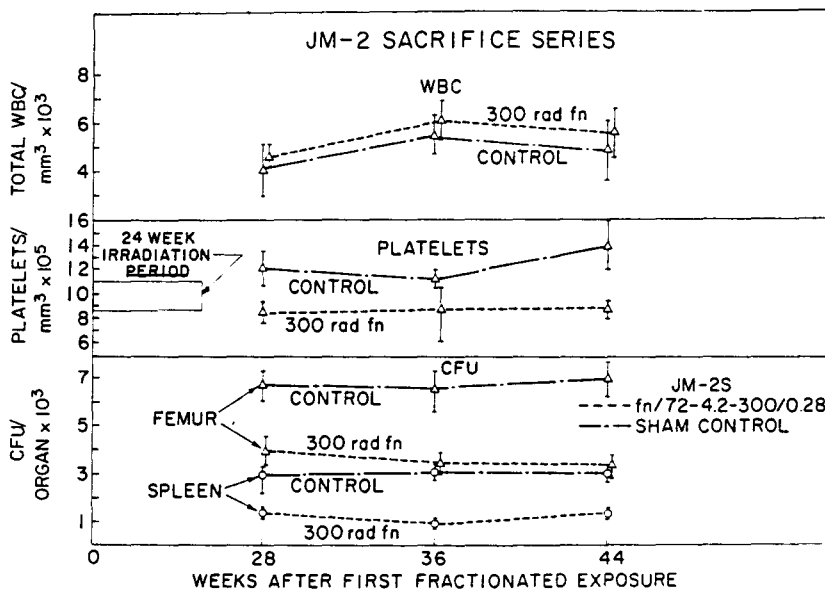 JM-2 SACRIFICE SERIES
TOTAL WBC/
mm³ x 10³
8
6
4
WBC
300 rad fn
CONTROL
PLATELETS/
mm³ x 10⁵
16
14
12
10
8
6
24 WEEK
IRRADIATION
PERIOD
PLATELETS
CONTROL
300 rad fn
CFU/
ORGAN x 10³
7
5
3
1
CFU
CONTROL
FEMUR
300 rad fn
CONTROL
SPLEEN
300 rad fn
JM-2S
fn/72-4.2-300/0.28
SHAM CONTROL
0
28
36
44
WEEKS AFTER FIRST FRACTIONATED EXPOSURE